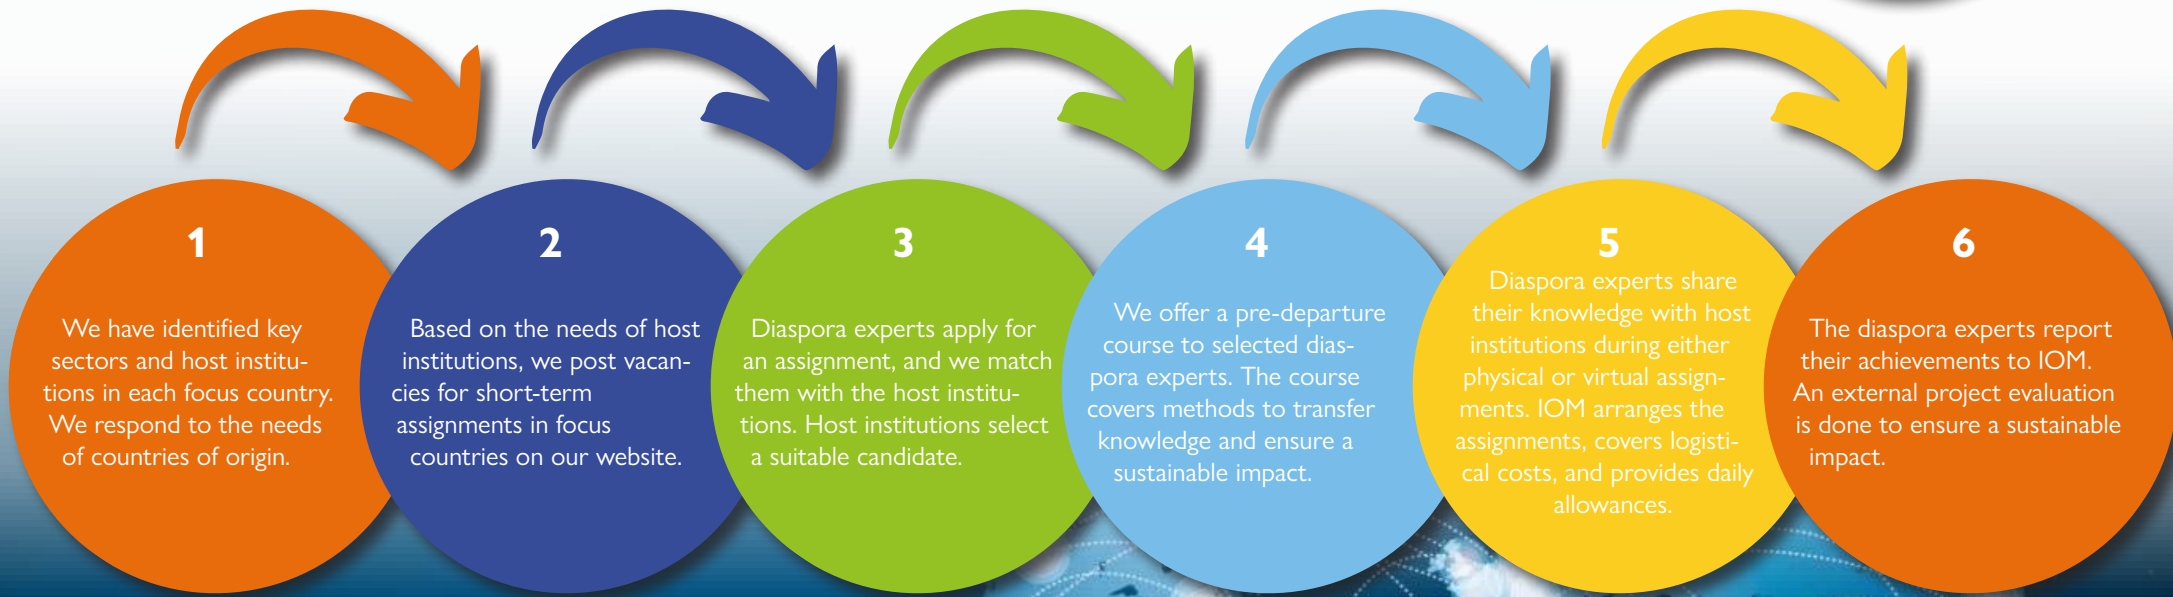 1
We have identified key
sectors and host institu-
tions in each focus country.
We respond to the needs
of countries of origin.
2
Based on the needs of host
institutions, we post vacan-
cies for short-term
assignments in focus
countries on our website.
3
Diaspora experts apply for
an assignment, and we match
them with the host institu-
tions. Host institutions select
a suitable candidate.
4
We offer a pre-departure
course to selected dias-
pora experts. The course
covers methods to transfer
knowledge and ensure a
sustainable impact.
5
Diaspora experts share
their knowledge with host
institutions during either
physical or virtual assign-
ments. IOM arranges the
assignments, covers logisti-
cal costs, and provides daily
allowances.
6
The diaspora experts report
their achievements to IOM.
An external project evaluation
is done to ensure a sustainable
impact.